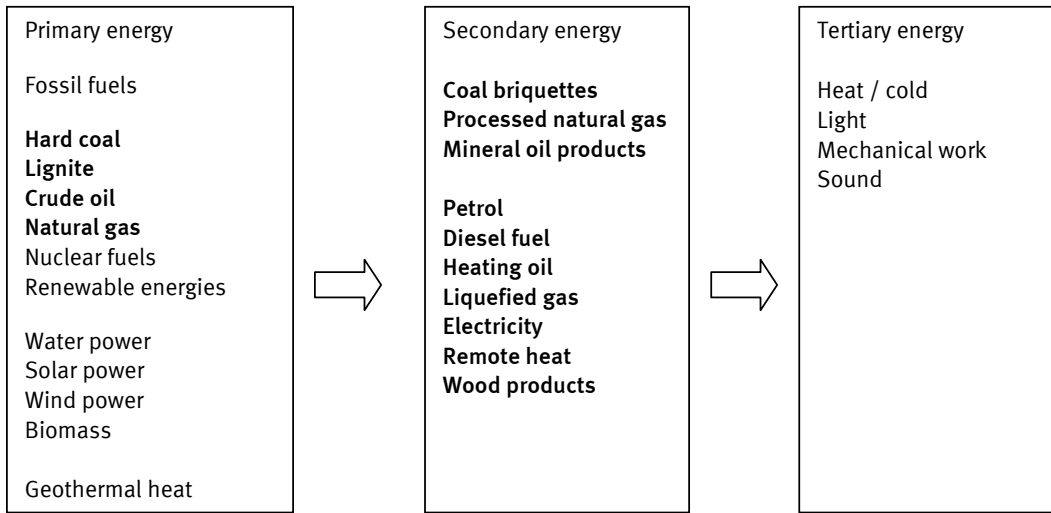 Primary energy
Fossil fuels
Hard coal
Lignite
Crude oil
Natural gas
Nuclear fuels
Renewable energies
Water power
Solar power
Wind power
Biomass
Geothermal heat
Secondary energy
Coal briquettes
Processed natural gas
Mineral oil products
Petrol
Diesel fuel
Heating oil
Liquefied gas
Electricity
Remote heat
Wood products
Tertiary energy
Heat / cold
Light
Mechanical work
Sound